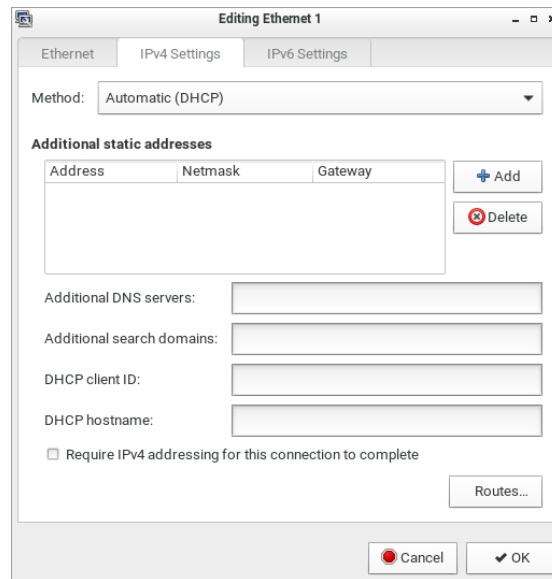 Editing Ethernet 1
Ethernet IPv4 Settings IPv6 Settings
Method: Automatic (DHCP)
Additional static addresses
Address Netmask Gateway
Add
Delete
Additional DNS servers:
Additional search domains:
DHCP client ID:
DHCP hostname:
Require IPv4 addressing for this connection to complete
Routes...
Cancel OK